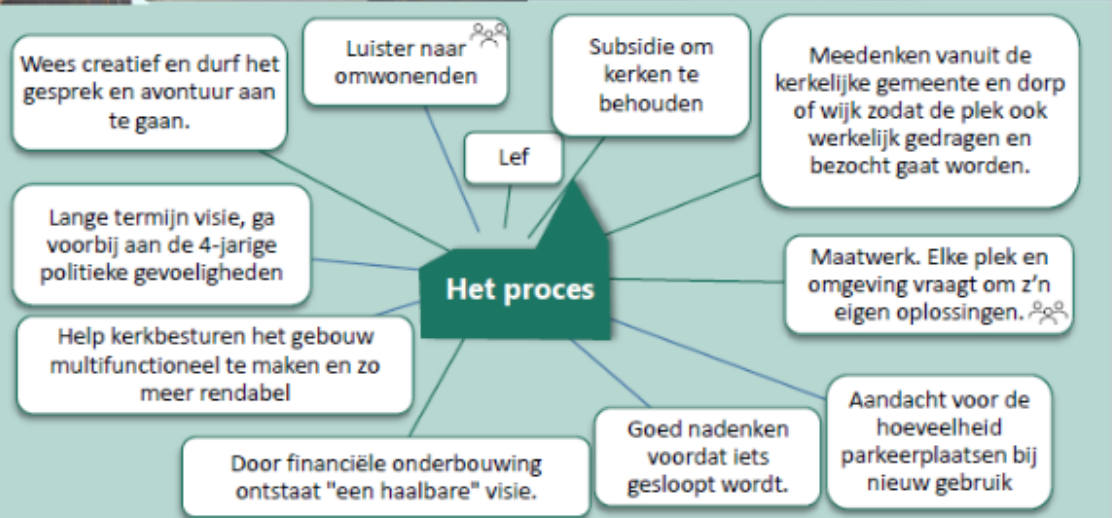 Wees creatief en durf het
gesprek en avontuur aan
te gaan.
Luister naar
omwonenden
Lef
Subsidie om
kerken te
behouden
Meedenken vanuit de
kerkelijke gemeente en dorp
of wijk zodat de plek ook
werkelijk gedragen en
bezocht gaat worden.
Lange termijn visie, ga
voorbij aan de 4-jarige
politieke gevoeligheden
Het proces
Maatwerk. Elke plek en
omgeving vraagt om z'n
eigen oplossingen.
Help kerkbesturen het gebouw
multifunctioneel te maken en zo
meer rendabel
Door financiële onderbouwing
ontstaat "een haalbare" visie.
Goed nadenken
voordat iets
gesloopt wordt.
Aandacht voor de
hoeveelheid
parkeerplaatsen bij
nieuw gebruik